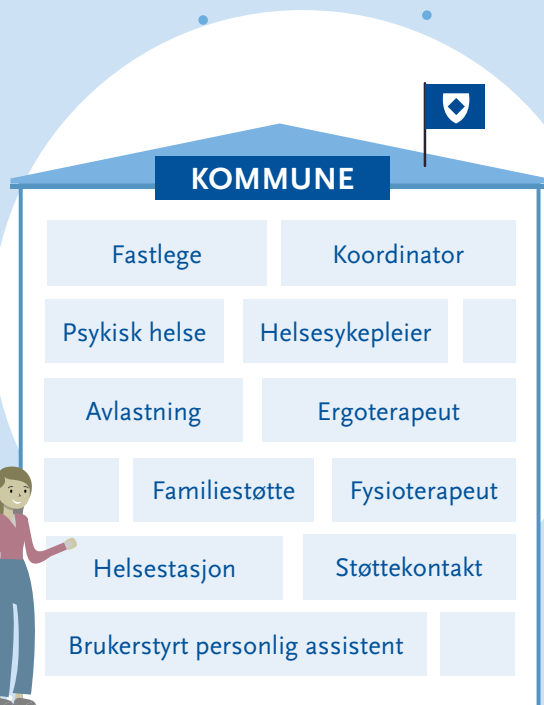 KOMMUNE
Fastlege
Koordinator
Psykisk helse
Helsesykepleier
Avlastning
Ergoterapeut
Familiestøtte
Fysioterapeut
Helsestasjon
Støttekontakt
Brukerstyrt personlig assistent